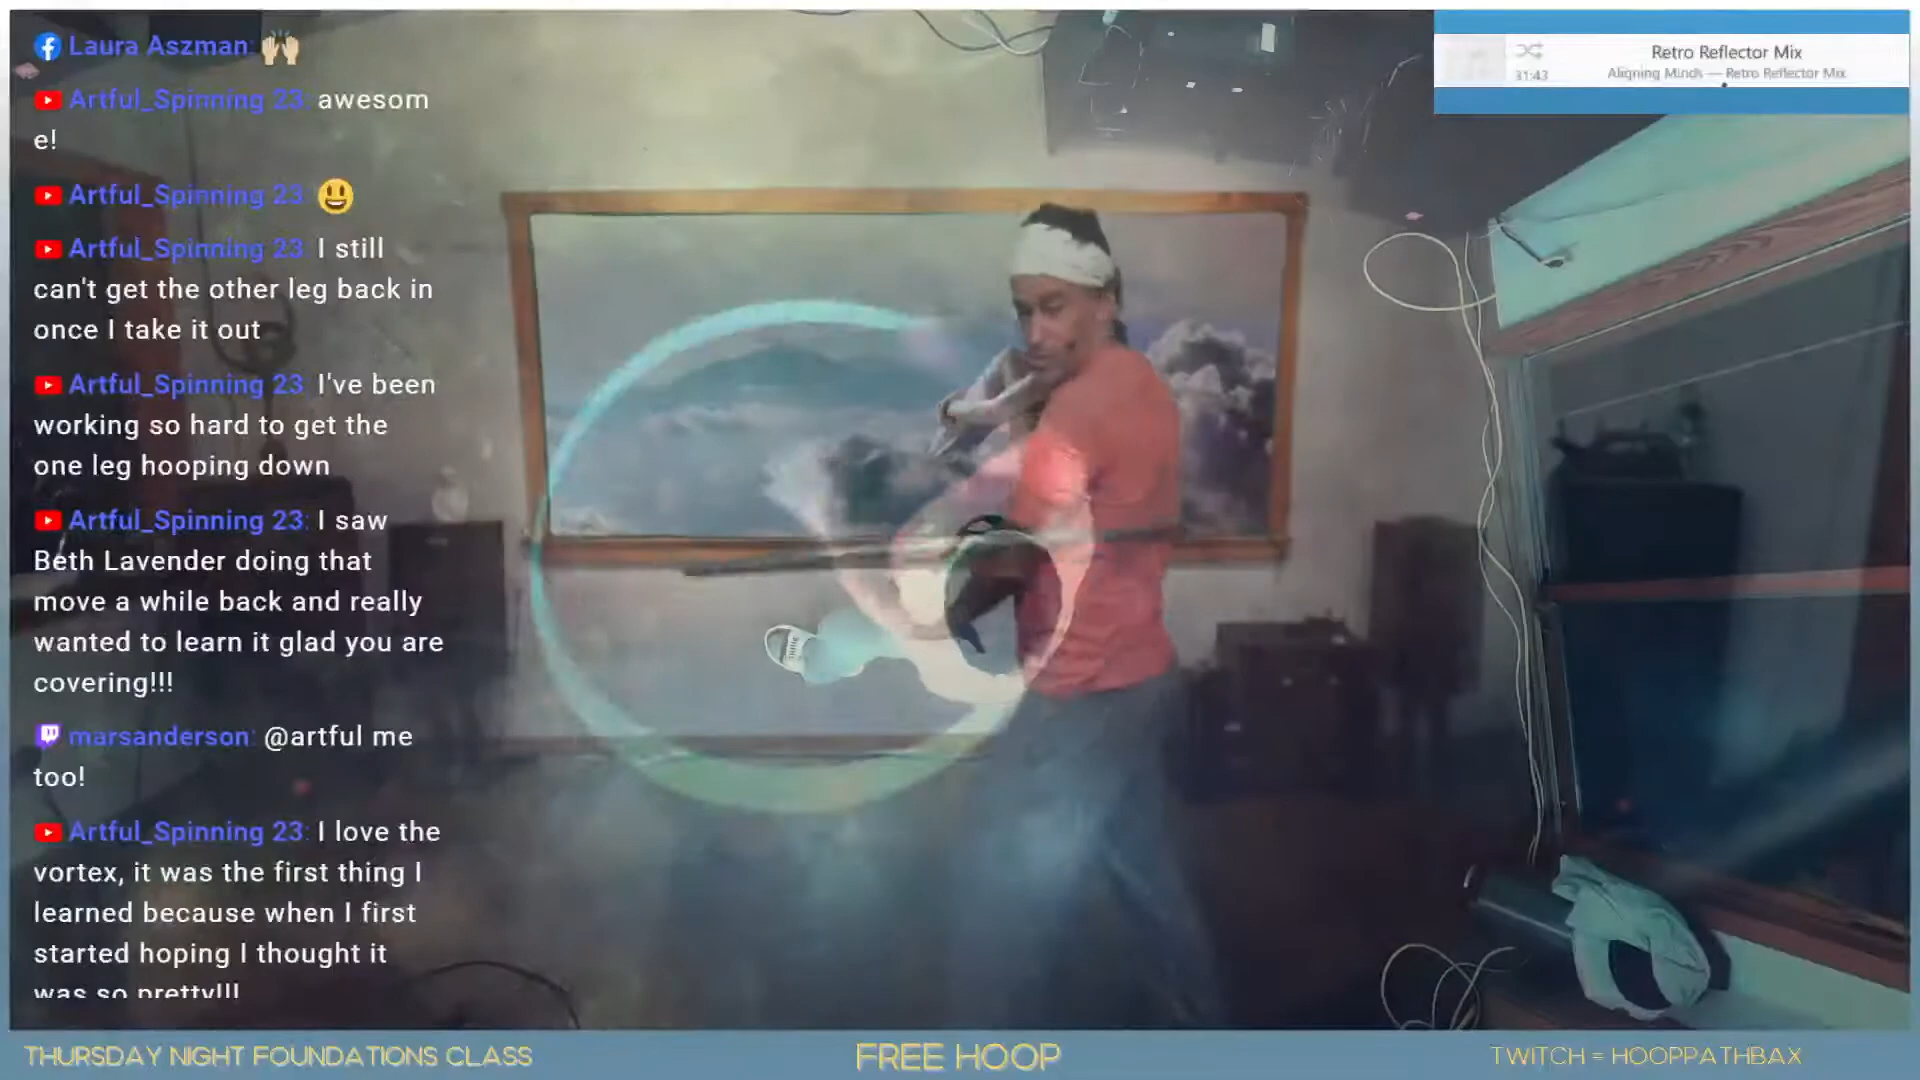 Laura Aszman: 🙌🏻
Artful_Spinning 23: awesom
e!
Artful_Spinning 23: 😃
Artful_Spinning 23: I still
can't get the other leg back in
once I take it out
Artful_Spinning 23: I've been
working so hard to get the
one leg hooping down
Artful_Spinning 23: I saw
Beth Lavender doing that
move a while back and really
wanted to learn it glad you are
covering!!!
marsanderson: @artful me
too!
Artful_Spinning 23: I love the
vortex, it was the first thing I
learned because when I first
started hoping I thought it
was so pretty!!!
Retro Reflector Mix
31:43
Aligning Minds — Retro Reflector Mix
THURSDAY NIGHT FOUNDATIONS CLASS
FREE HOOP
TWITCH = HOOPPATHBAX